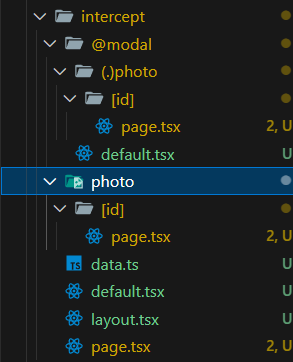 intercept
@modal
(.)photo
[id]
page.tsx 2, U
default.tsx U
photo
[id]
page.tsx 2, U
TS data.ts U
default.tsx U
layout.tsx U
page.tsx 2, U